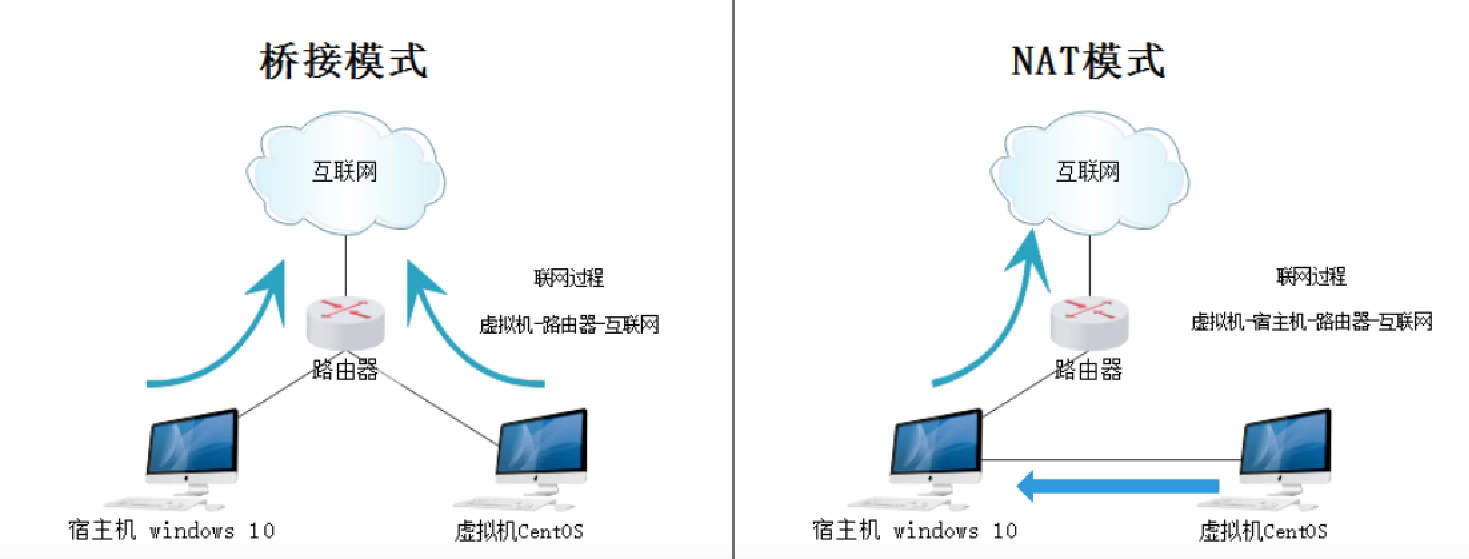 桥接模式
互联网
联网过程
虚拟机-路由器-互联网
路由器
宿主机 windows 10
虚拟机CentOS
NAT模式
互联网
联网过程
虚拟机-宿主机-路由器-互联网
路由器
宿主机 windows 10
虚拟机CentOS